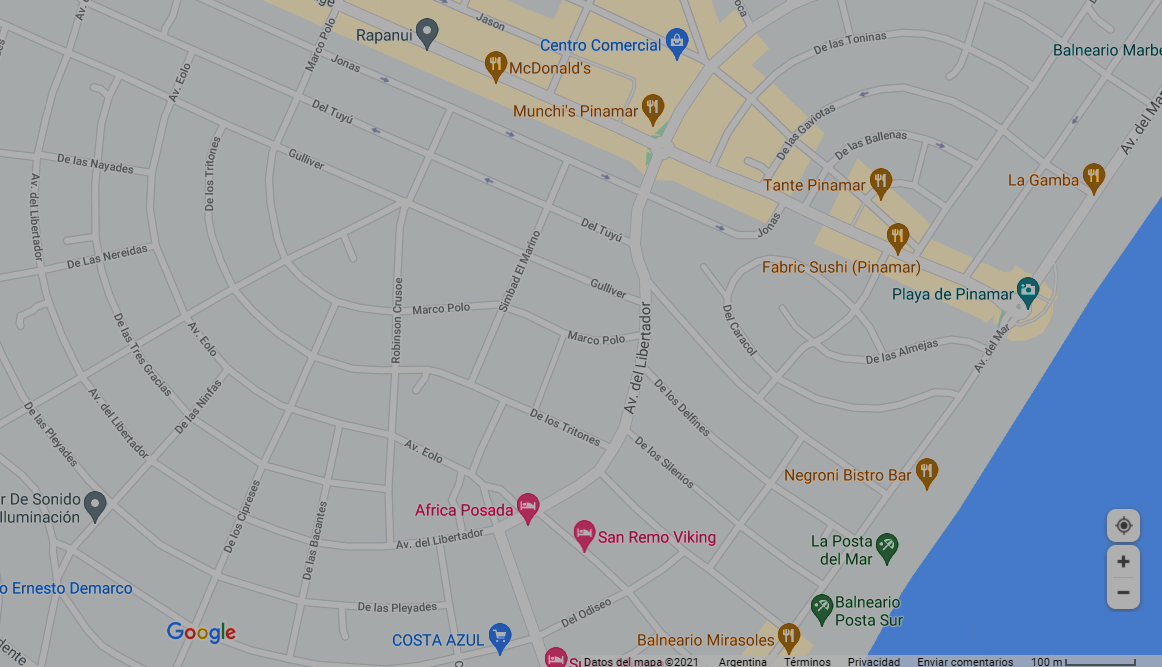 Jason
Rapanui
Marco Polo
Centro Comercial
De las Toninas
Balneario Marbe
McDonald's
Jonas
Av. Eolo
Del Tuyú
Munchi's Pinamar
De las Gaviotas
Av. del Mar
De las Ballenas
De las Nayades
De los Tritones
Gulliver
La Gamba
Tante Pinamar
Av. del Libertador
Jonas
Del Tuyú
De Las Nereidas
Simbad El Marino
Fabric Sushi (Pinamar)
Gulliver
Playa de Pinamar
Robinson Crusoe
Marco Polo
Av. del Libertador
Del Caracol
Marco Polo
De las Almejas
Av. del Mar
De las Tres Gracias
Av. Eolo
De las Ninfas
Av. del Libertador
De los Delfines
De las Pleyades
De los Tritones
Av. Eolo
De los Silenios
Negroni Bistro Bar
r De Sonido
Iluminación
De los Cipreses
De las Bacantes
Africa Posada
San Remo Viking
Av. del Libertador
La Posta
del Mar
o Ernesto Demarco
De las Pleyades
Del Odiseo
Balneario
Posta Sur
Google
COSTA AZUL
Balneario Mirasoles
Datos del mapa ©2021 Argentina Términos Privacidad Enviar comentarios 100 m